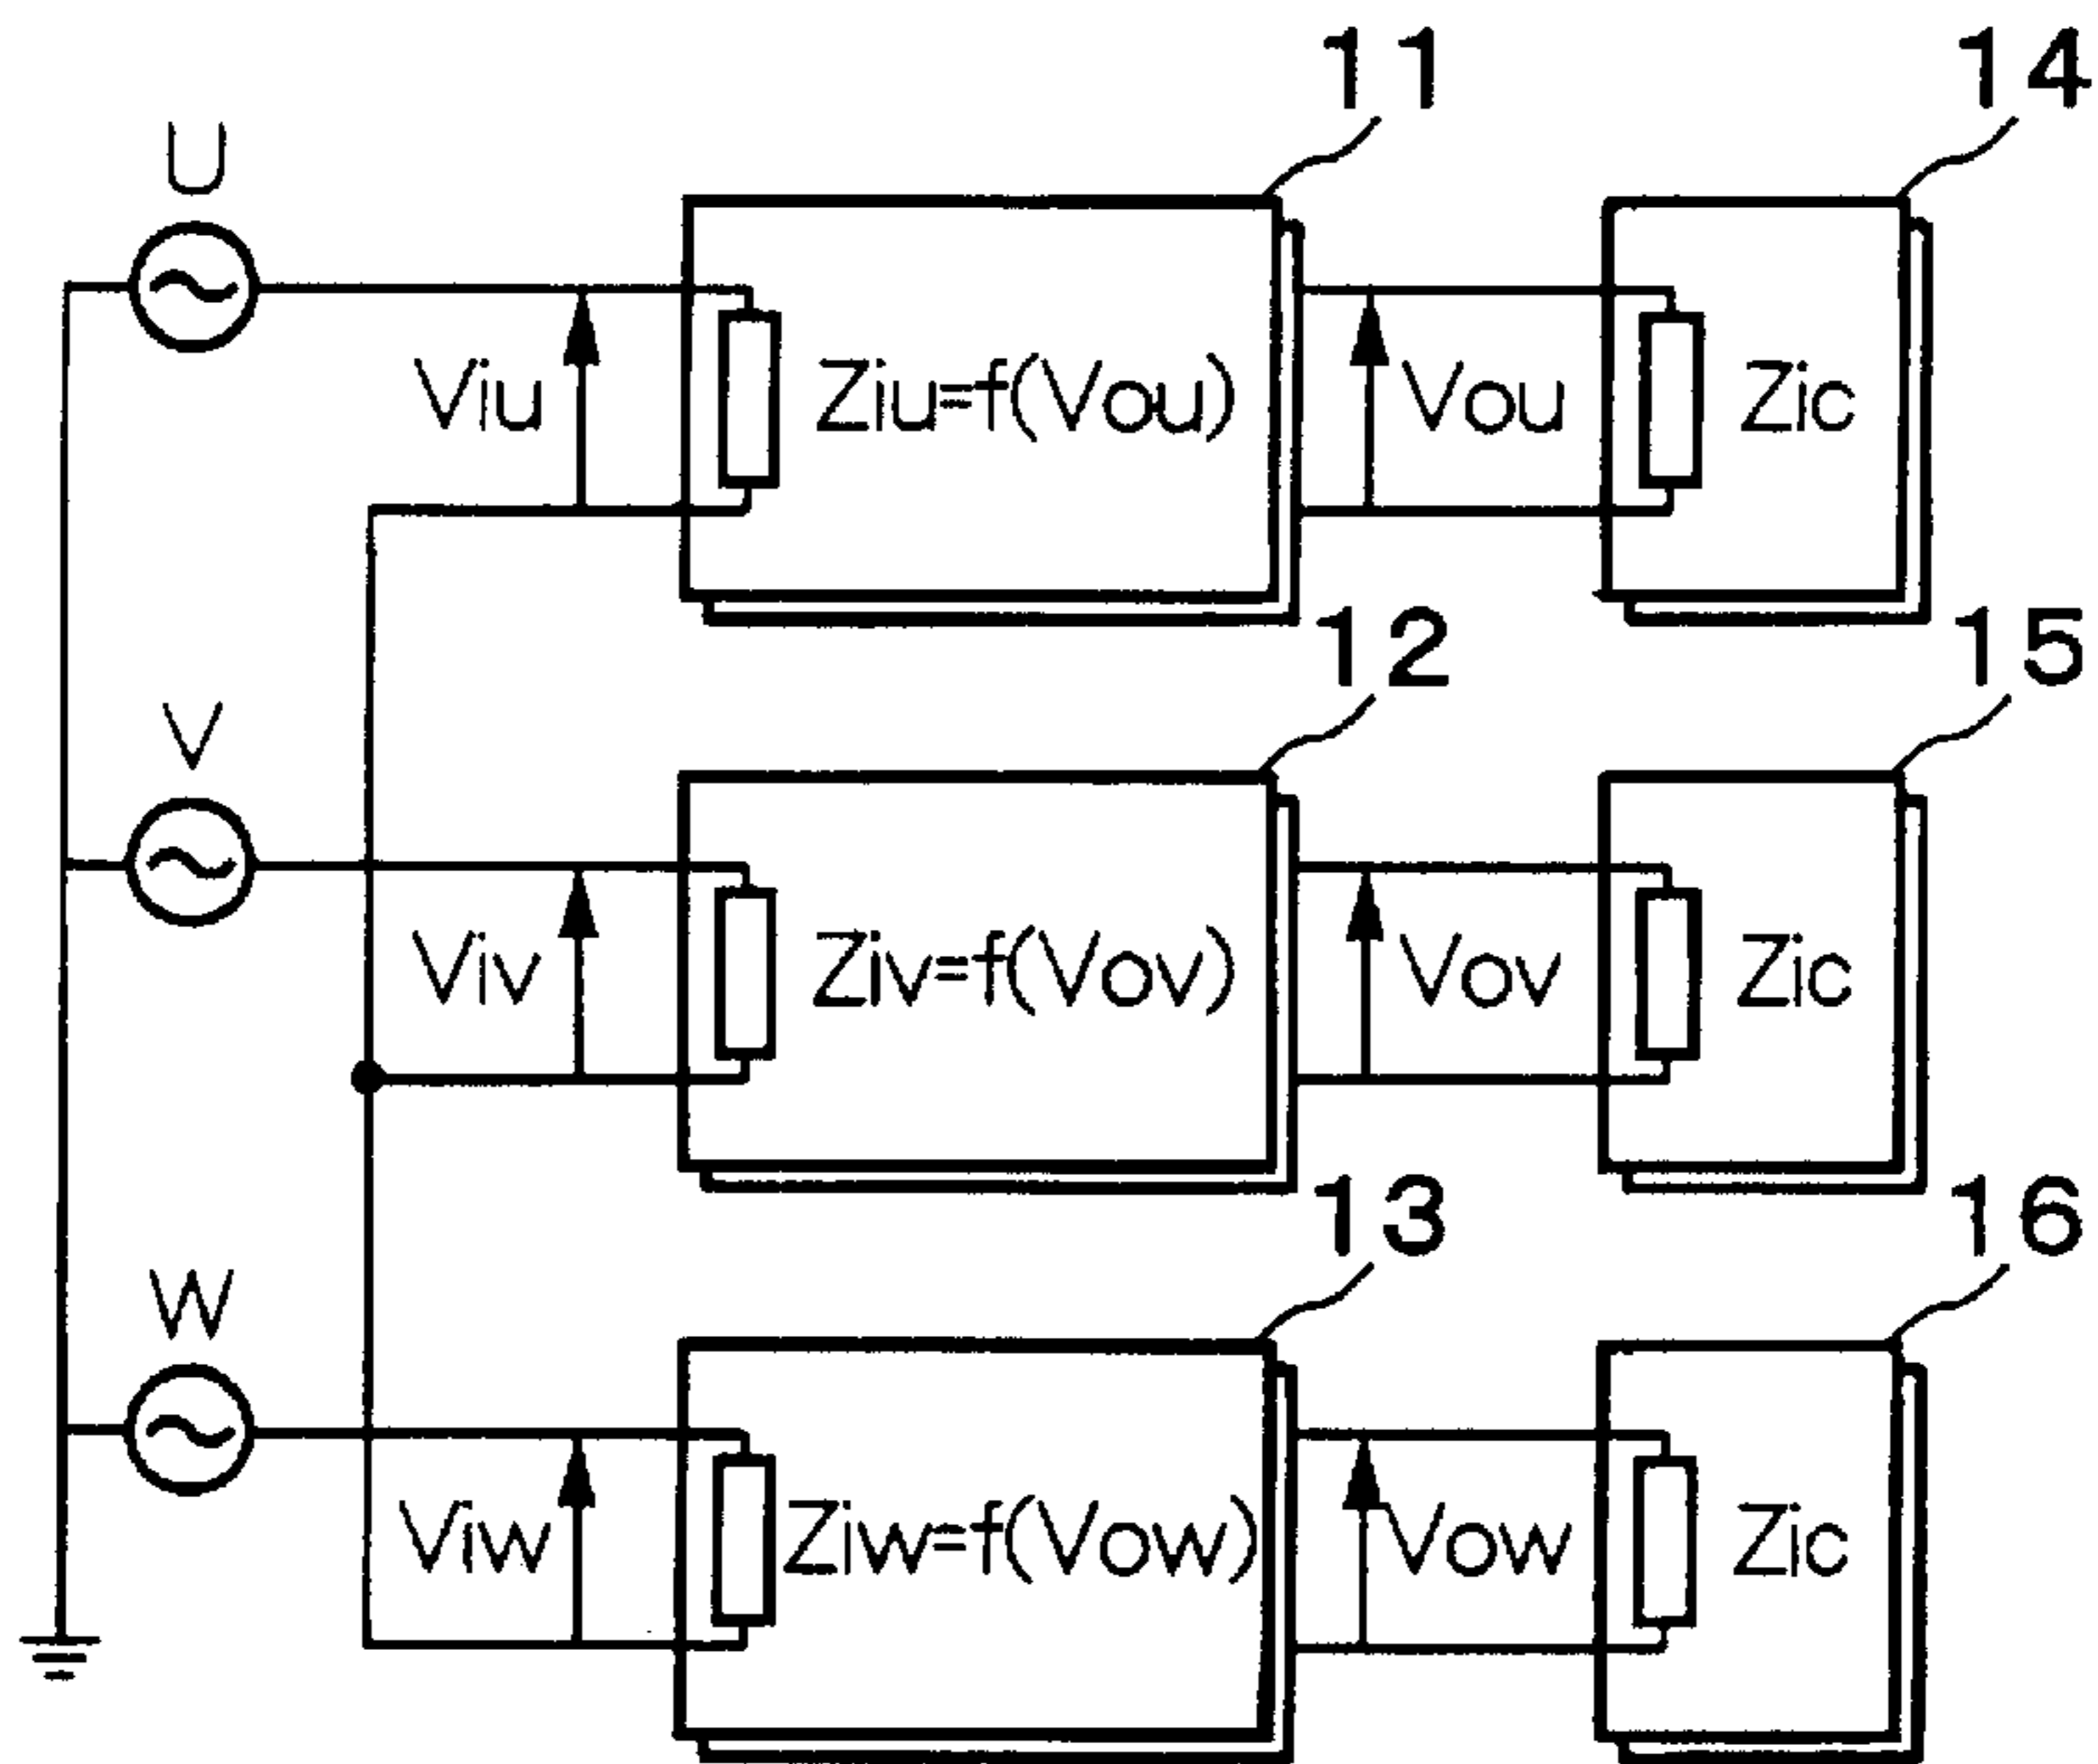 11
14
U
Viu
Ziu=f(Vou)
Vou
Zic
12
15
V
Viv
Ziv=f(Vov)
Vov
Zic
13
16
W
Viw
Ziw=f(Vow)
Vow
Zic